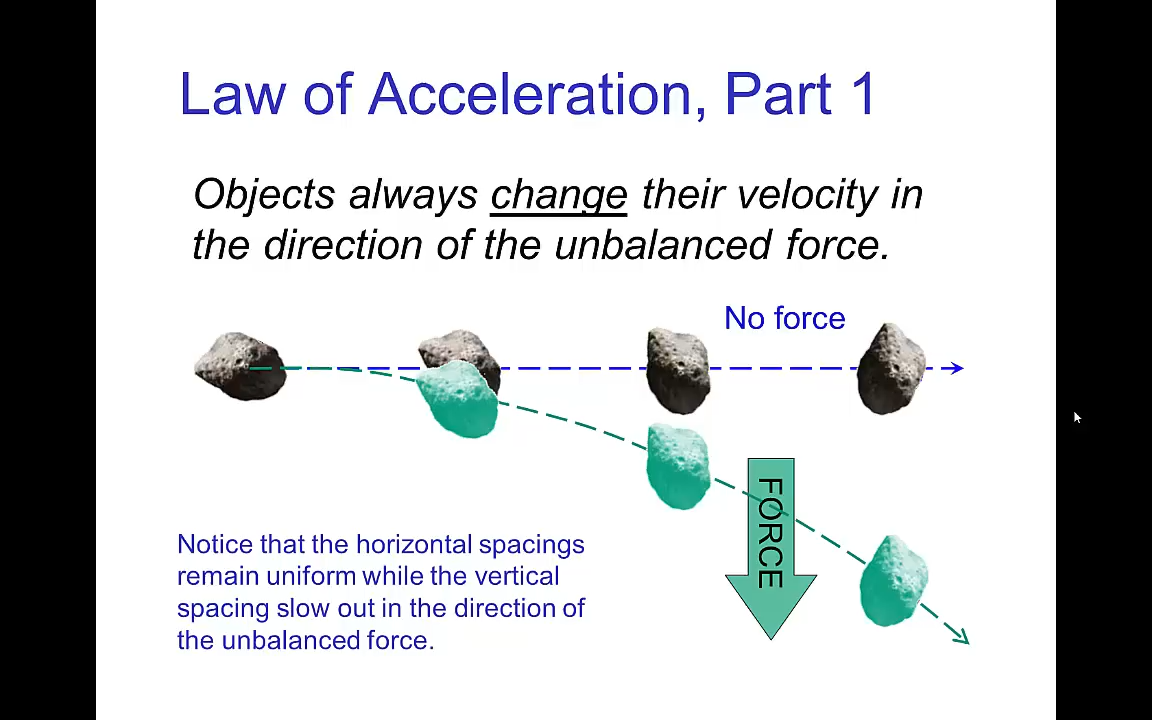 Law of Acceleration, Part 1
Objects always change their velocity in
the direction of the unbalanced force.
No force
FORCE
Notice that the horizontal spacings
remain uniform while the vertical
spacing slow out in the direction of
the unbalanced force.